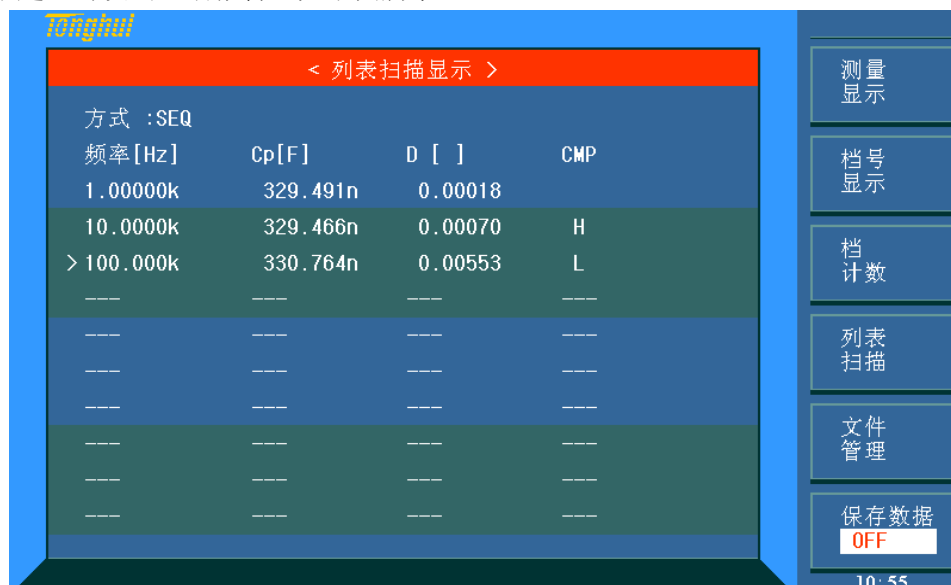 Tonghui
< 列表扫描显示 >
方式 :SEQ
频率[Hz] Cp[F] D [ ] CMP
1.00000k 329.491n 0.00018
10.0000k 329.466n 0.00070 H
>100.000k 330.764n 0.00553 L
--- --- --- ---
--- --- --- ---
--- --- --- ---
--- --- --- ---
--- --- --- ---
--- --- --- ---
--- --- --- ---
测量
显示
档号
显示
档
计数
列表
扫描
文件
管理
保存数据
OFF
10:55